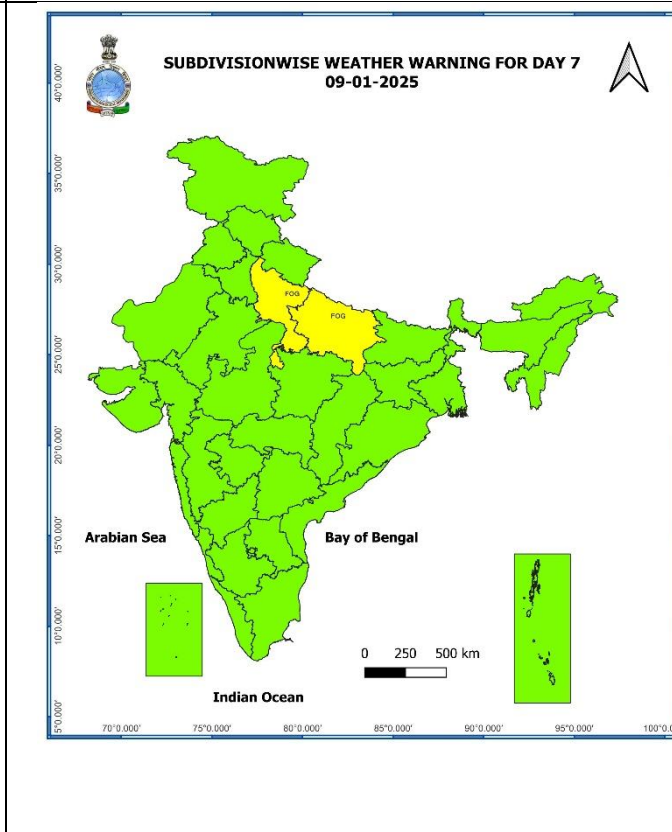 SUBDIVISIONWISE WEATHER WARNING FOR DAY 7
09-01-2025
40°0.000'
35°0.000'
30°0.000'
25°0.000'
20°0.000'
15°0.000'
10°0.000'
5°0.000'
FOG
FOG
Arabian Sea
Bay of Bengal
0 250 500 km
Indian Ocean
70°0.000' 75°0.000' 80°0.000' 85°0.000' 90°0.000' 95°0.000' 100°0.